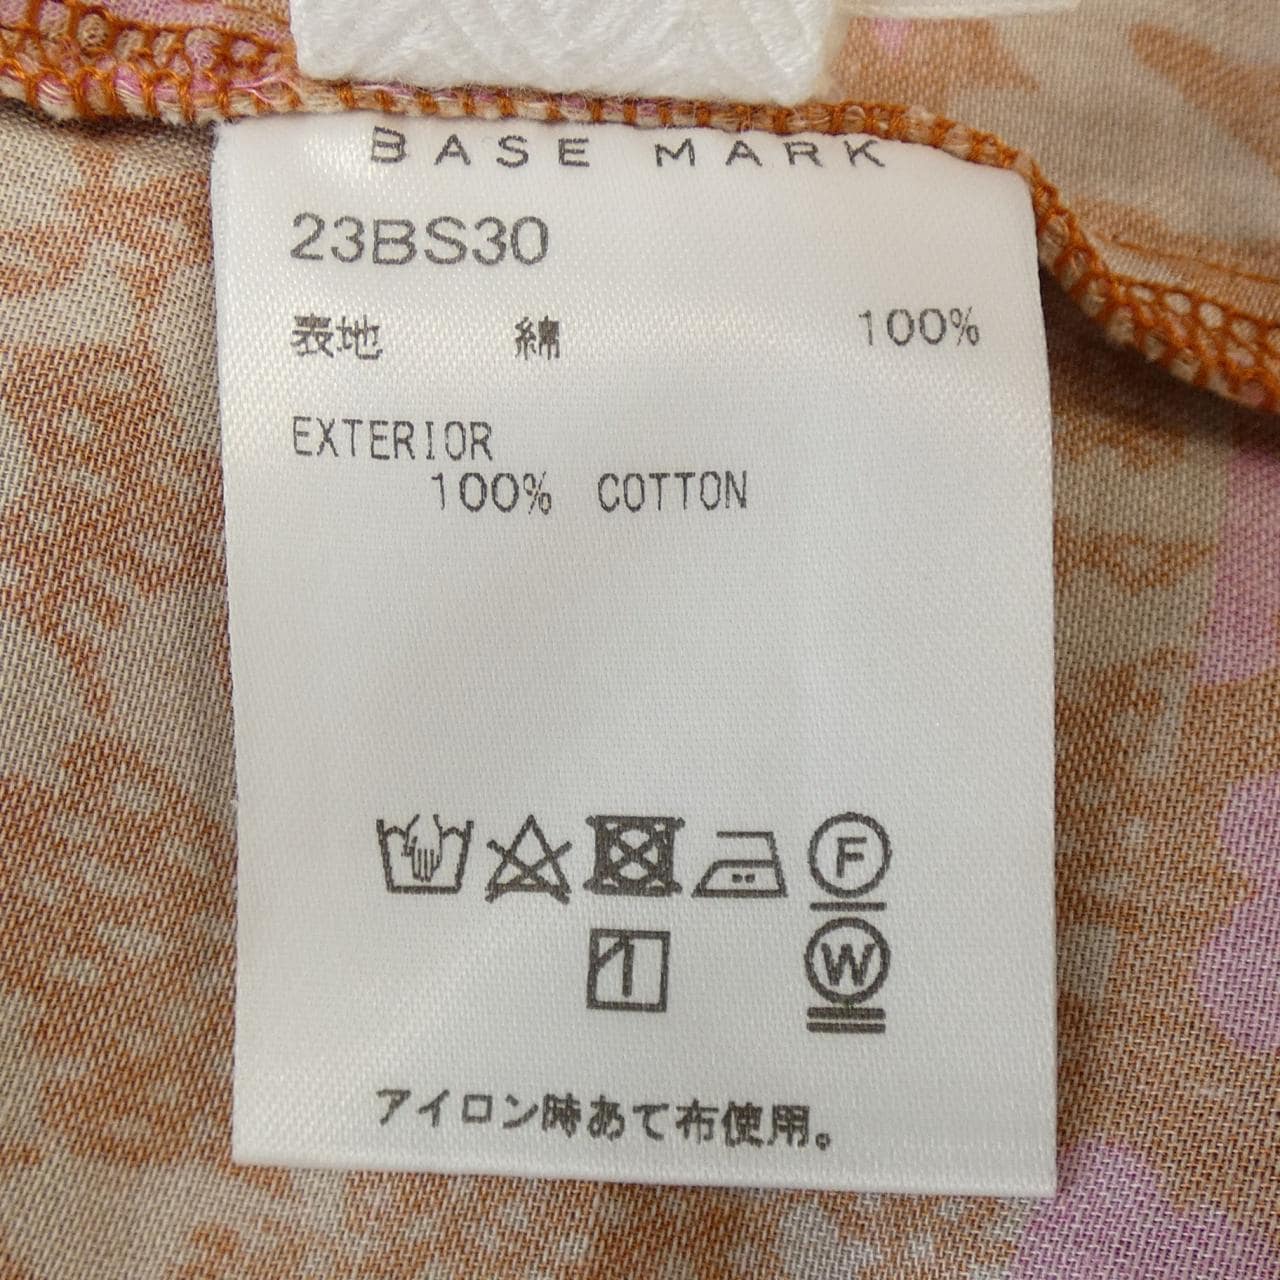 BASE MARK
23BS30
表地 綿 100%
EXTERIOR
100% COTTON
F
W
アイロン時あて布使用。